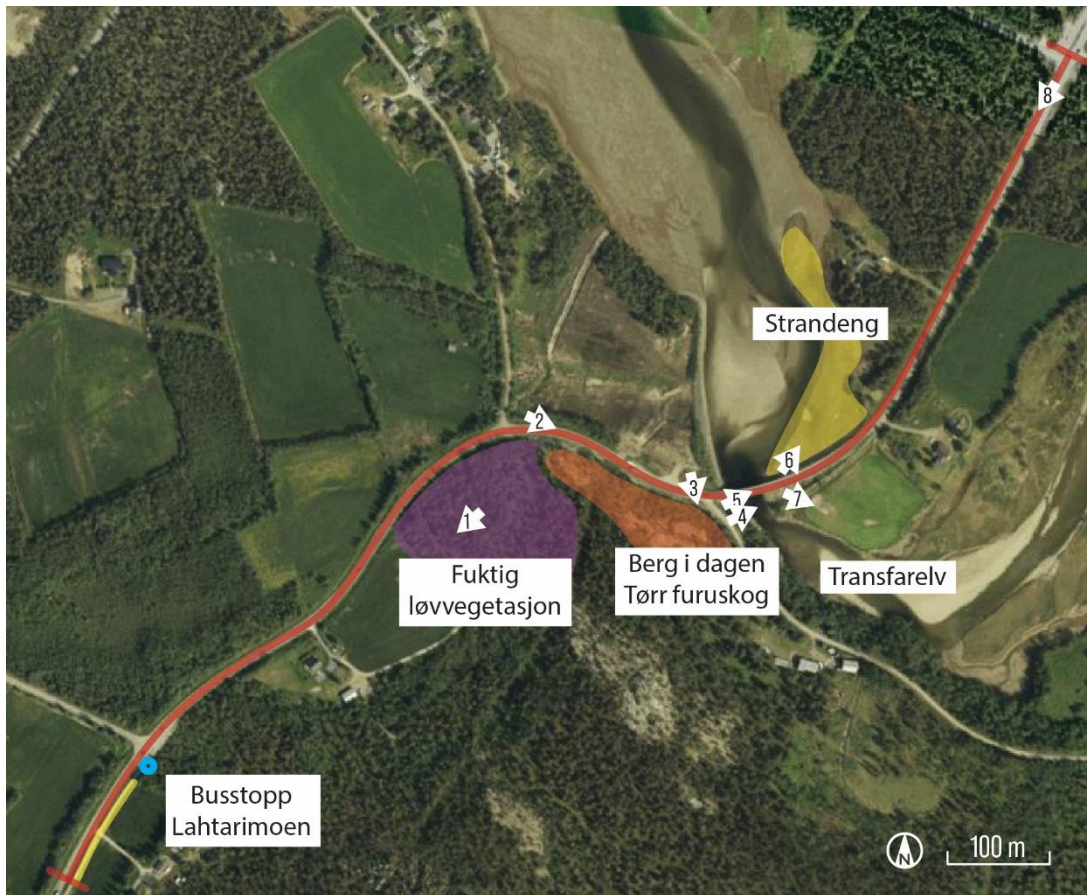 8
Strandeng
2
6
3
5
7
4
1
Fuktig
løvvegetasjon
Berg i dagen
Tørr furuskog
Transfarelv
Busstopp
Lahtarimoen
N
100 m